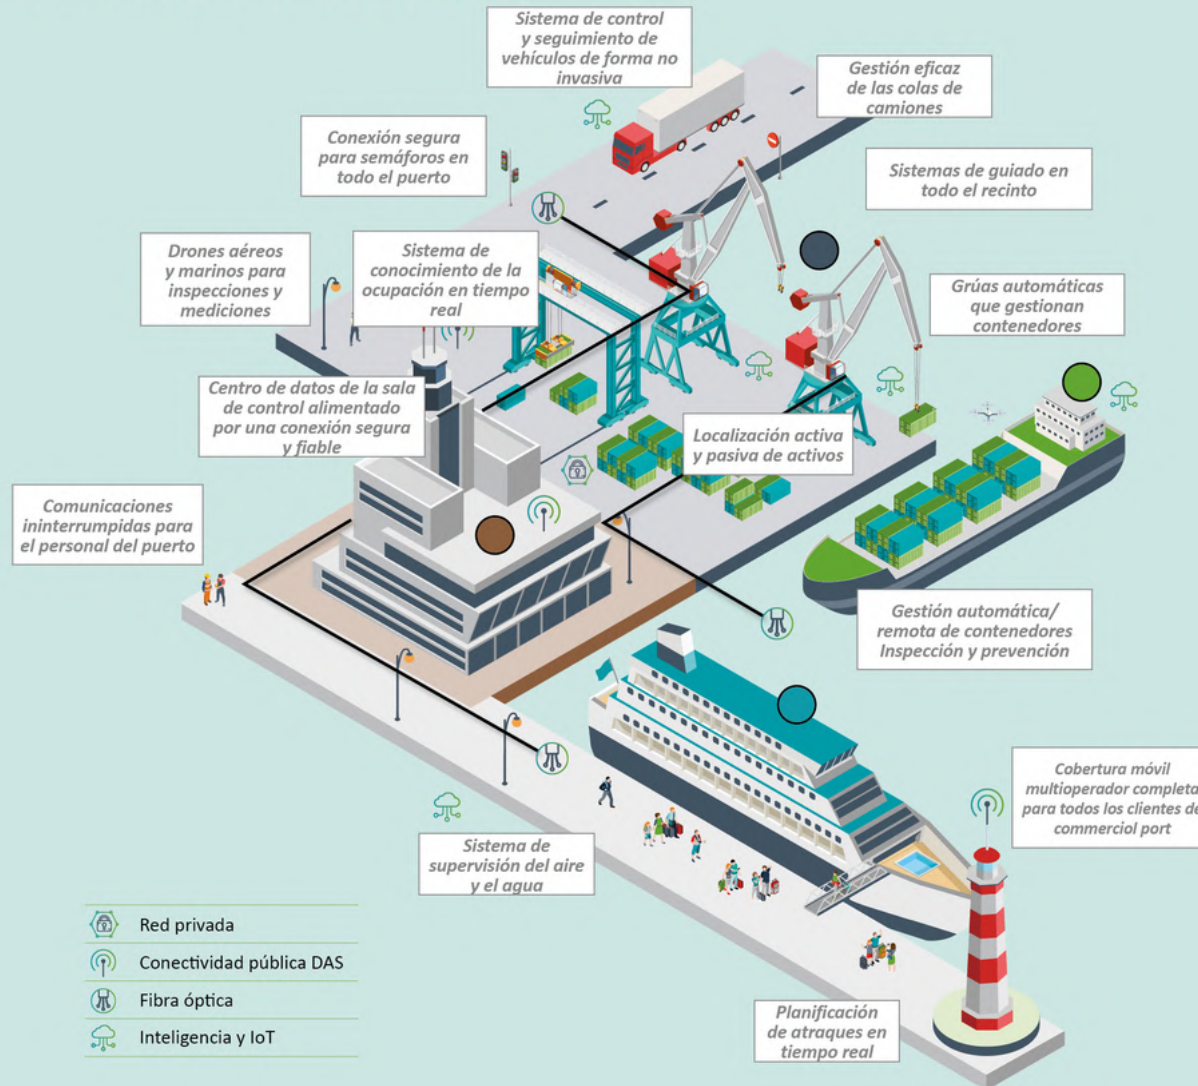 Sistema de control
y seguimiento de
vehículos de forma no
invasiva
Gestión eficaz
de las colas de
camiones
Conexión segura
para semáforos en
todo el puerto
Sistemas de guiado en
todo el recinto
Drones aéreos
y marinos para
inspecciones y
mediciones
Sistema de
conocimiento de la
ocupación en tiempo
real
Grúas automáticas
que gestionan
contenedores
Centro de datos de la sala
de control alimentado
por una conexión segura
y fiable
Localización activa
y pasiva de activos
Comunicaciones
ininterrumpidas para
el personal del puerto
Gestión automática/
remota de contenedores
Inspección y prevención
Cobertura móvil
multioperador completa
para todos los clientes de
commerciol port
Sistema de
supervisión del aire
y el agua
Red privada
Conectividad pública DAS
Fibra óptica
Inteligencia y IoT
Planificación
de atraques en
tiempo real